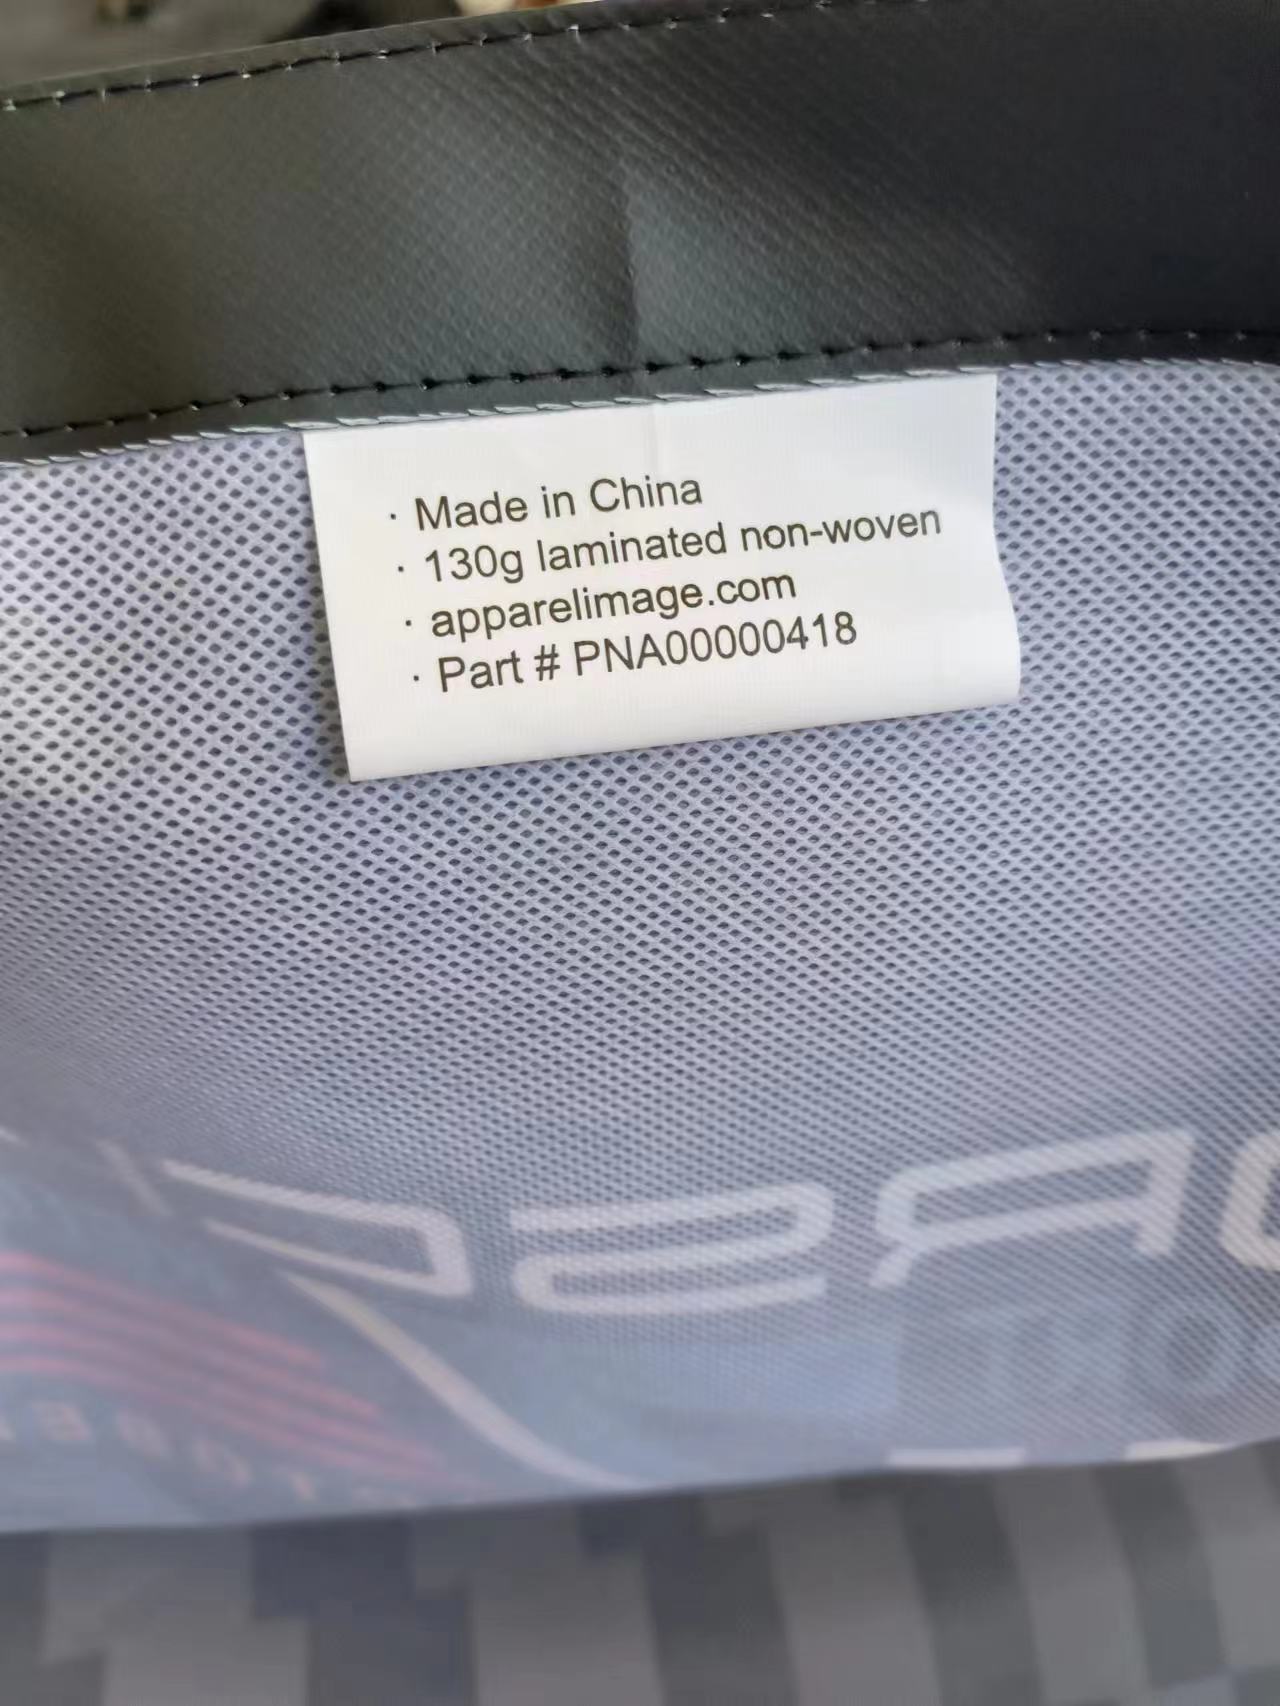 · Made in China
· 130g laminated non-woven
· apparelimage.com
· Part # PNA00000418